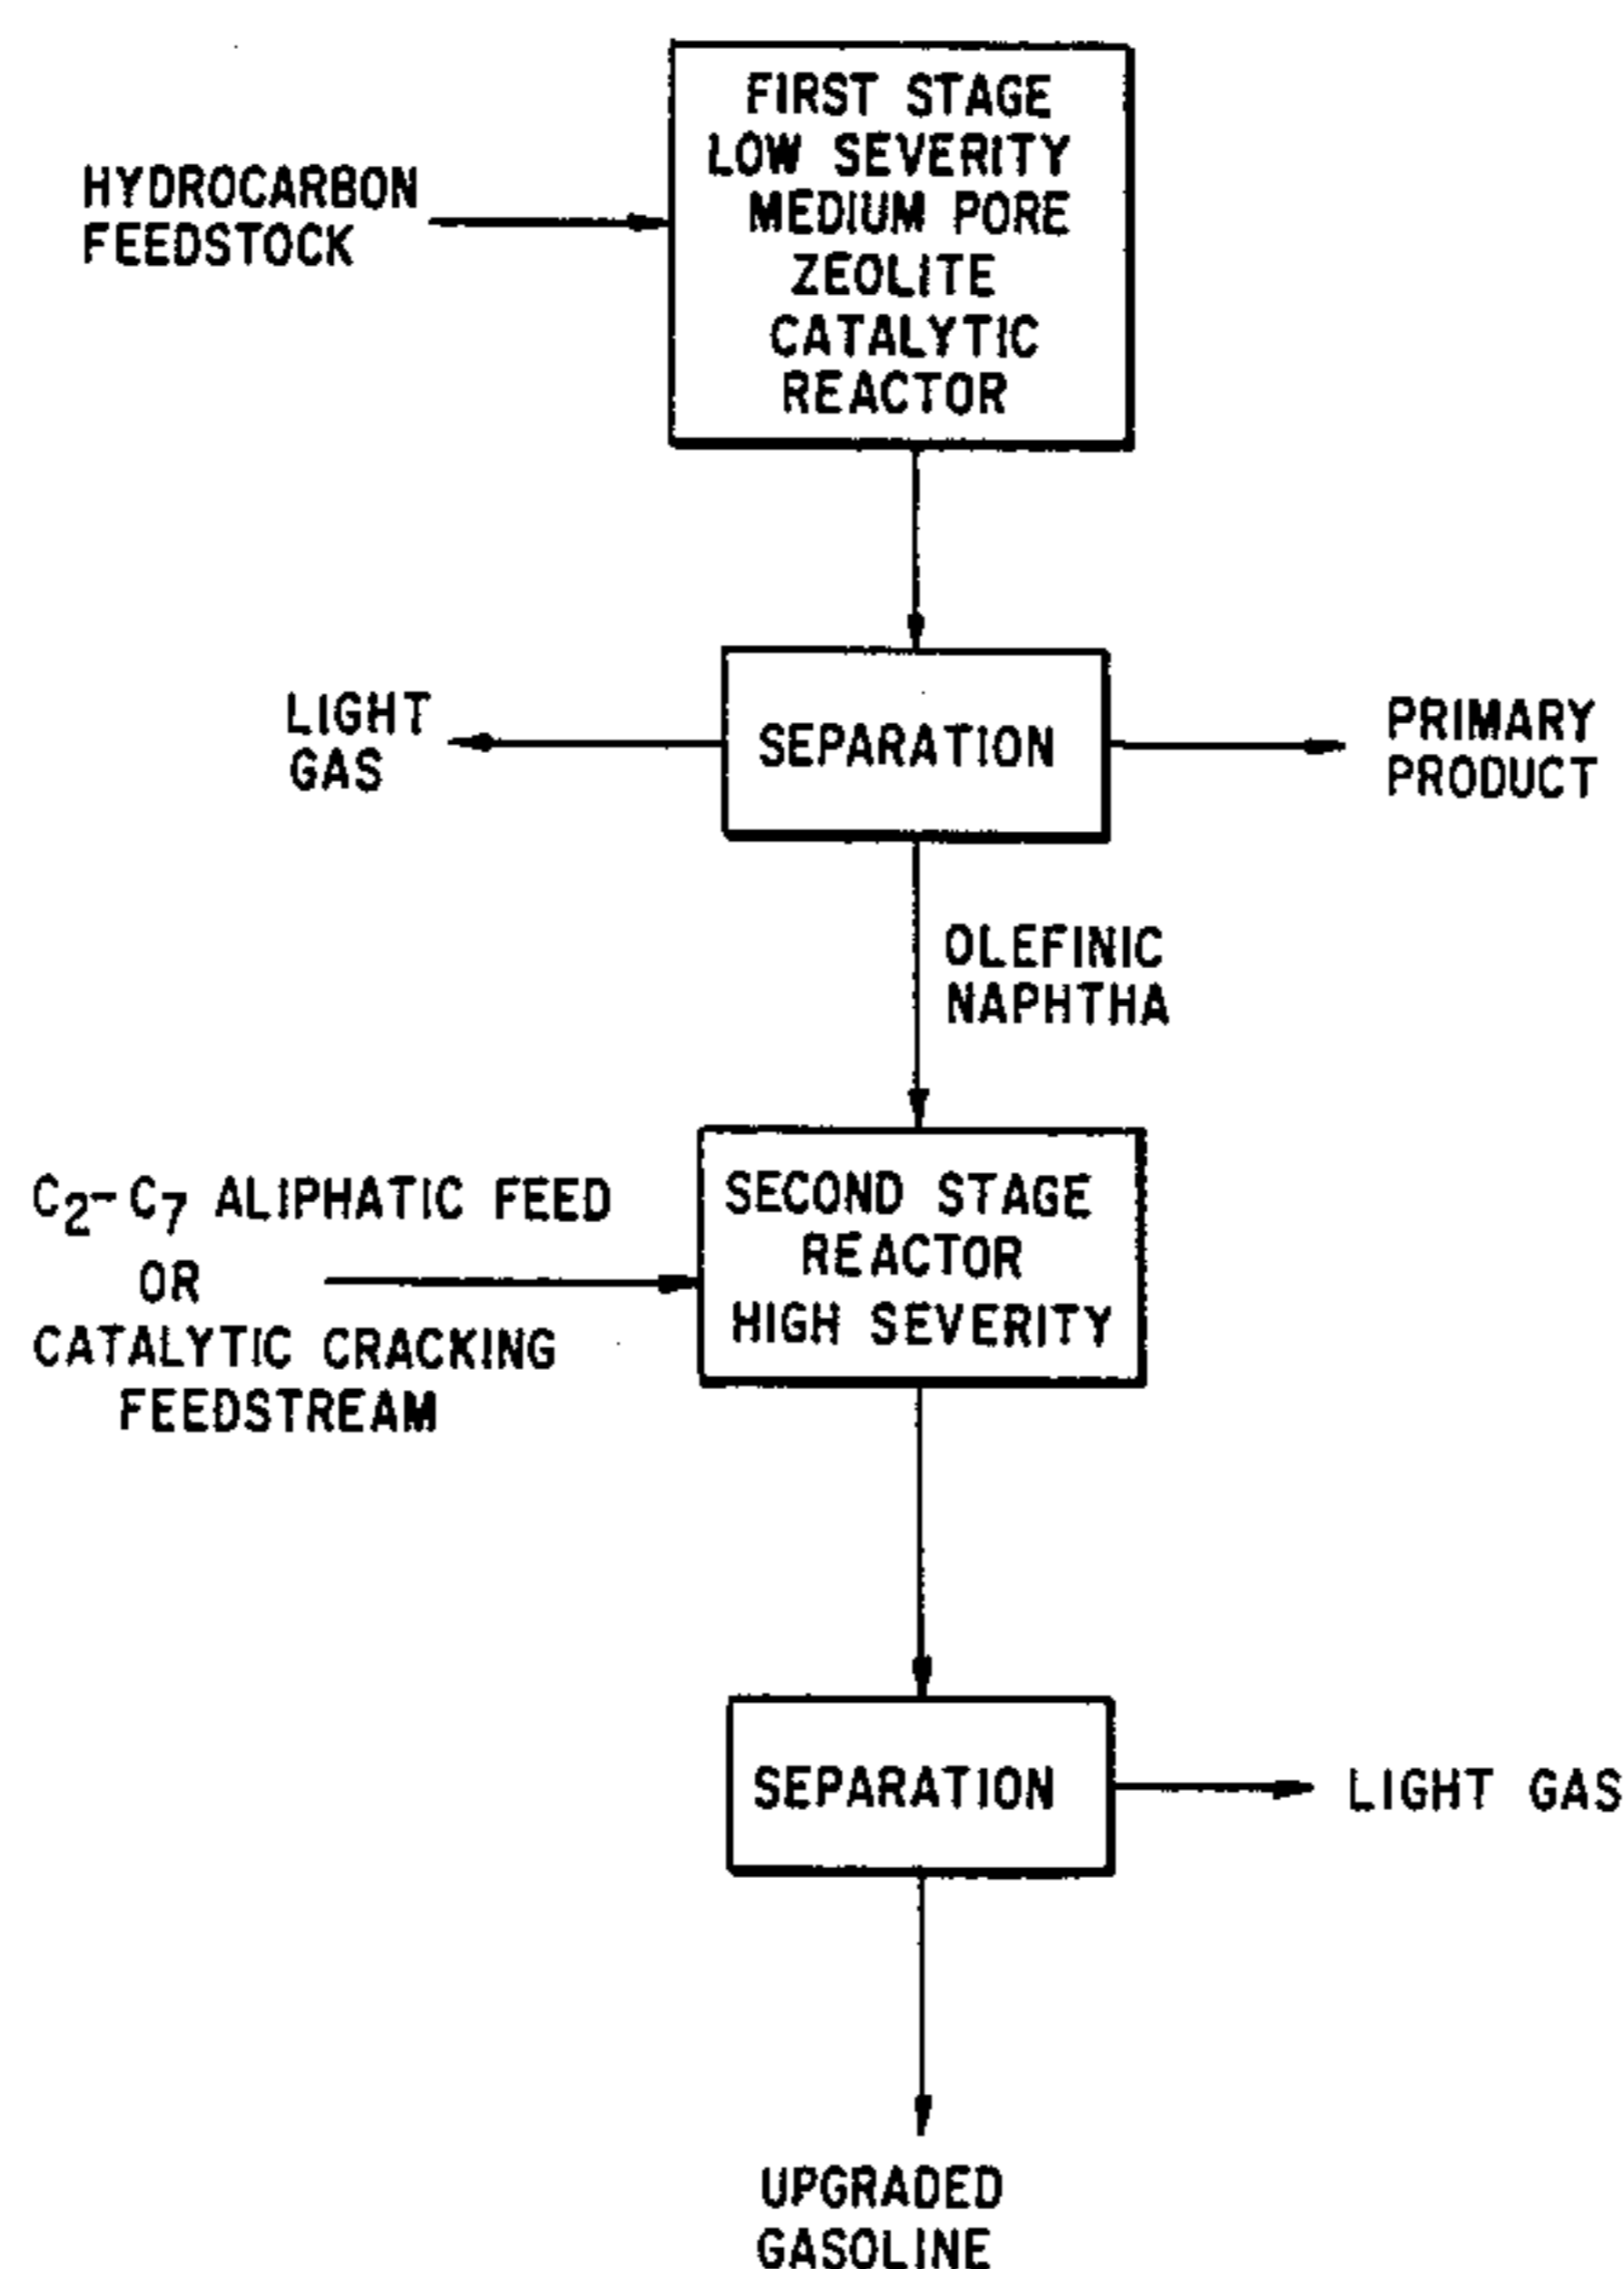 FIRST STAGE
LOW SEVERITY
MEDIUM PORE
ZEOLITE
CATALYTIC
REACTOR
HYDROCARBON
FEEDSTOCK
LIGHT
GAS
SEPARATION
PRIMARY
PRODUCT
OLEFINIC
NAPHTHA
C2-C7 ALIPHATIC FEED
OR
CATALYTIC CRACKING
FEEDSTREAM
SECOND STAGE
REACTOR
HIGH SEVERITY
SEPARATION
LIGHT GAS
UPGRADED
GASOLINE